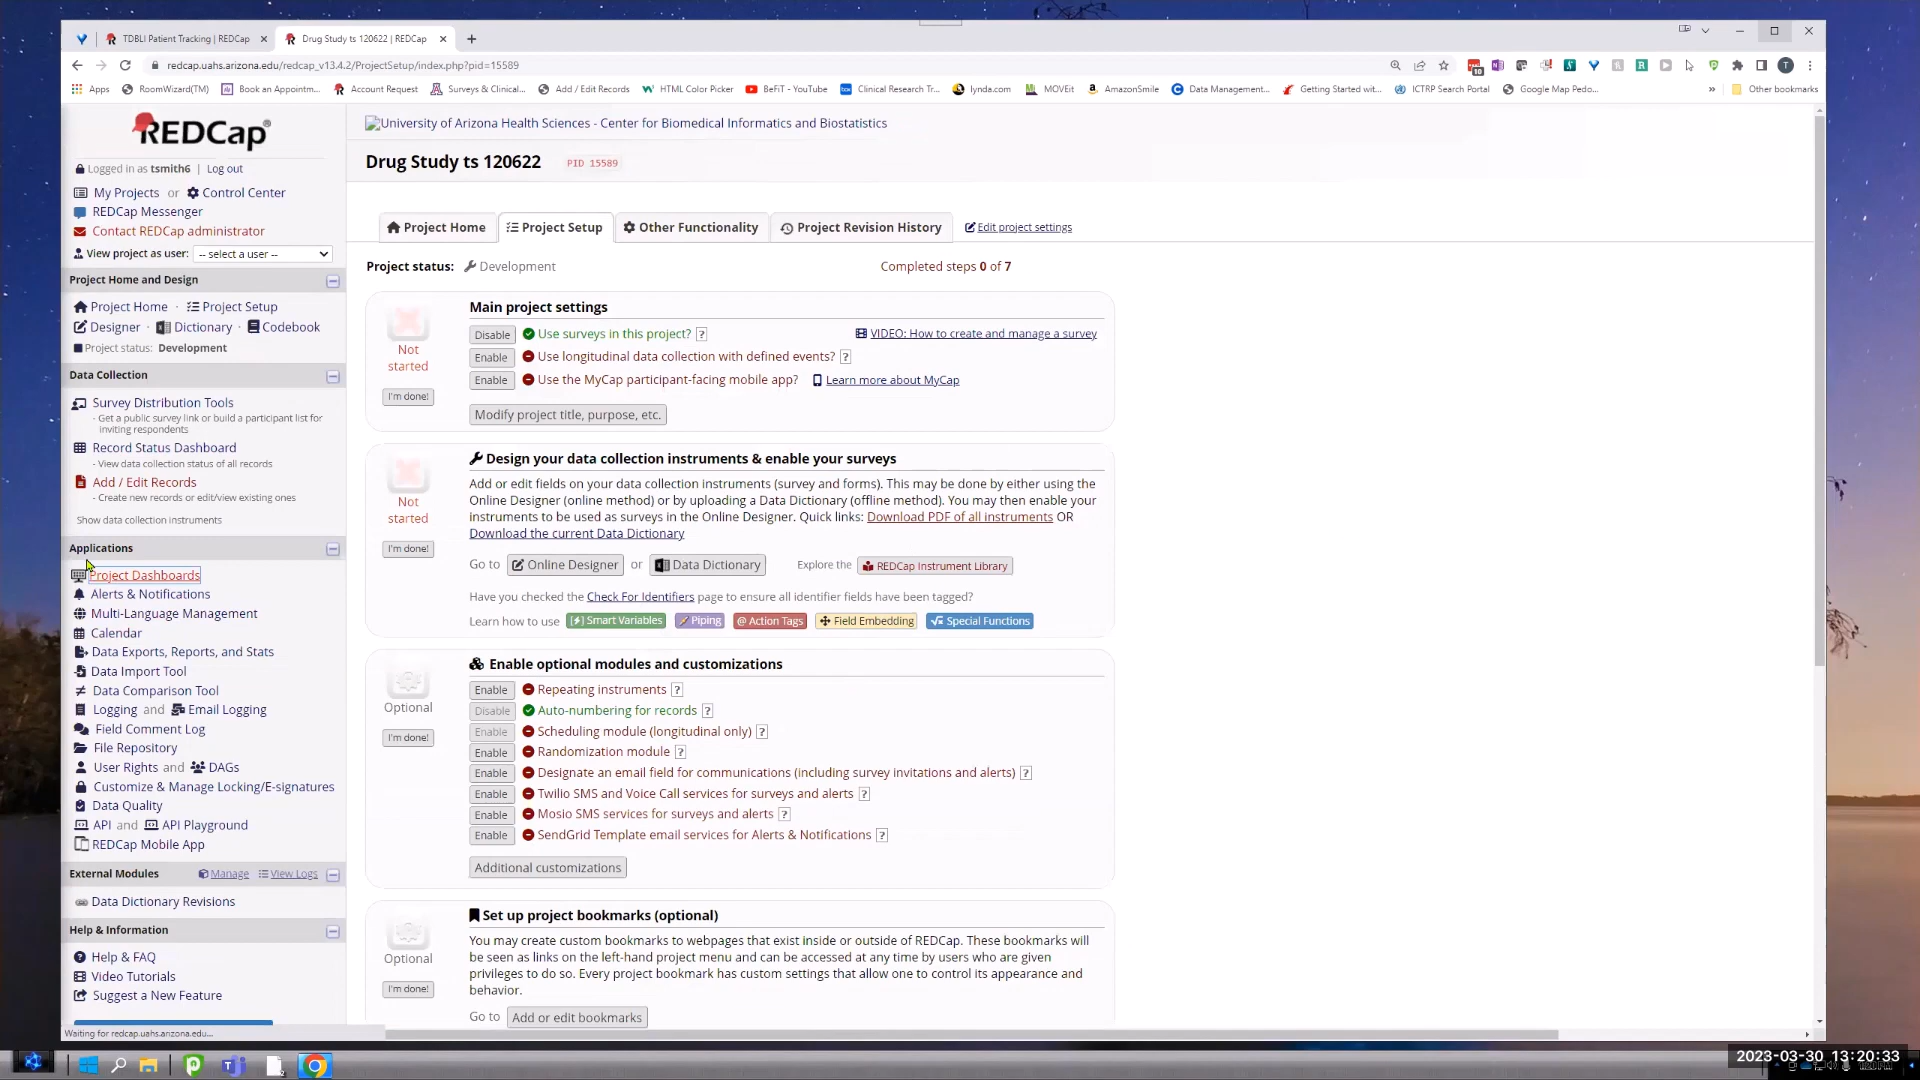 TDBLI Patient Tracking | REDCap
Drug Study ts 120622 | REDCap
redcap.uahs.arizona.edu/redcap_v13.4.2/ProjectSetup/index.php?pid=15589
10
T
Apps
RoomWizard(TM)
Book an Appointm...
Account Request
Surveys & Clinical...
Add / Edit Records
HTML Color Picker
BeFiT - YouTube
Clinical Research Tr...
lynda.com
MOVEit
AmazonSmile
Data Management...
Getting Started wit...
ICTRP Search Portal
Google Map Pedo...
»
Other bookmarks
REDCap
Logged in as tsmith6 | Log out
My Projects or Control Center
REDCap Messenger
Contact REDCap administrator
View project as user: -- select a user --
Project Home and Design
Project Home · Project Setup
Designer · Dictionary · Codebook
Project status: Development
Data Collection
Survey Distribution Tools
- Get a public survey link or build a participant list for
inviting respondents
Record Status Dashboard
- View data collection status of all records
Add / Edit Records
- Create new records or edit/view existing ones
Show data collection instruments
Applications
Project Dashboards
Alerts & Notifications
Multi-Language Management
Calendar
Data Exports, Reports, and Stats
Data Import Tool
Data Comparison Tool
Logging and Email Logging
Field Comment Log
File Repository
User Rights and DAGs
Customize & Manage Locking/E-signatures
Data Quality
API and API Playground
REDCap Mobile App
External Modules Manage View Logs
Data Dictionary Revisions
Help & Information
Help & FAQ
Video Tutorials
Suggest a New Feature
Waiting for redcap.uahs.arizona.edu...
University of Arizona Health Sciences - Center for Biomedical Informatics and Biostatistics
Drug Study ts 120622 PID 15589
Project Home
Project Setup
Other Functionality
Project Revision History
Edit project settings
Project status: Development
Completed steps 0 of 7
Not
started
I'm done!
Main project settings
Disable Use surveys in this project? ? VIDEO: How to create and manage a survey
Enable Use longitudinal data collection with defined events? ?
Enable Use the MyCap participant-facing mobile app? Learn more about MyCap
Modify project title, purpose, etc.
Not
started
I'm done!
Design your data collection instruments & enable your surveys
Add or edit fields on your data collection instruments (survey and forms). This may be done by either using the
Online Designer (online method) or by uploading a Data Dictionary (offline method). You may then enable your
instruments to be used as surveys in the Online Designer. Quick links: Download PDF of all instruments OR
Download the current Data Dictionary
Go to Online Designer or Data Dictionary Explore the REDCap Instrument Library
Have you checked the Check For Identifiers page to ensure all identifier fields have been tagged?
Learn how to use [⚡] Smart Variables Piping @ Action Tags Field Embedding √x Special Functions
Optional
I'm done!
Enable optional modules and customizations
Enable Repeating instruments ?
Disable Auto-numbering for records ?
Enable Scheduling module (longitudinal only) ?
Enable Randomization module ?
Enable Designate an email field for communications (including survey invitations and alerts) ?
Enable Twilio SMS and Voice Call services for surveys and alerts ?
Enable Mosio SMS services for surveys and alerts ?
Enable SendGrid Template email services for Alerts & Notifications ?
Additional customizations
Optional
I'm done!
Set up project bookmarks (optional)
You may create custom bookmarks to webpages that exist inside or outside of REDCap. These bookmarks will
be seen as links on the left-hand project menu and can be accessed at any time by users who are given
privileges to do so. Every project bookmark has custom settings that allow one to control its appearance and
behavior.
Go to Add or edit bookmarks
2023-03-30 13:20:33